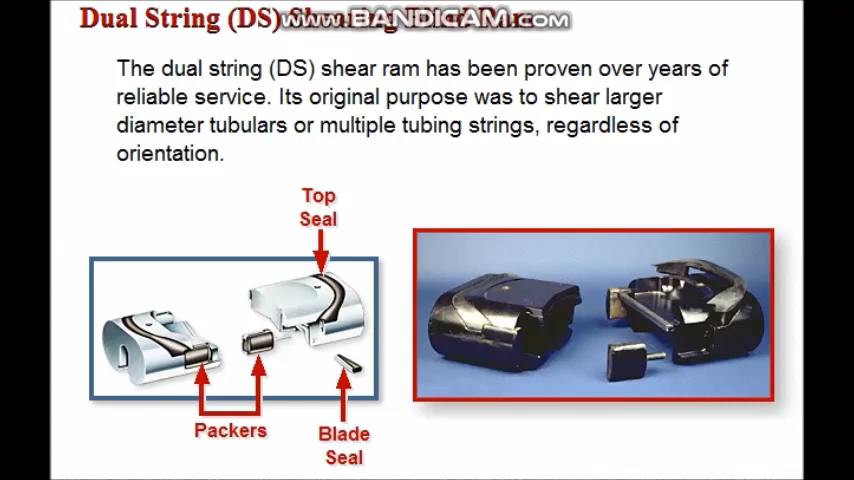 Dual String (DS)
www.BANDICAM.com
The dual string (DS) shear ram has been proven over years of
reliable service. Its original purpose was to shear larger
diameter tubulars or multiple tubing strings, regardless of
orientation.
Top
Seal
Packers
Blade
Seal